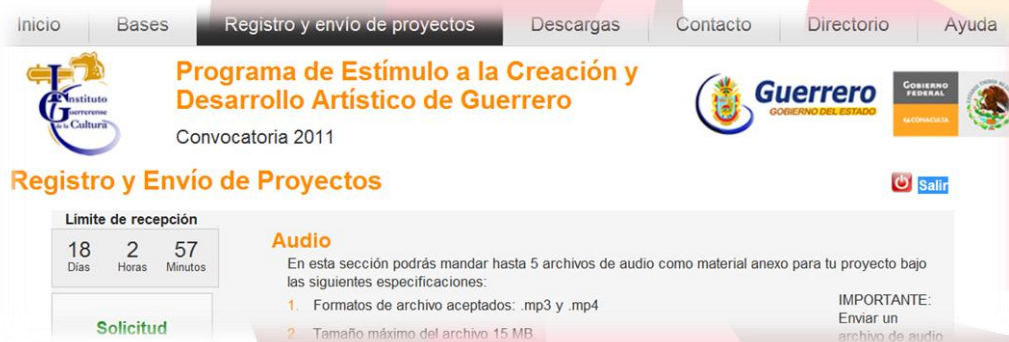 Inicio Bases Registro y envío de proyectos Descargas Contacto Directorio Ayuda
Instituto
Guerrerense
de la Cultura
Programa de Estímulo a la Creación y
Desarrollo Artístico de Guerrero
Convocatoria 2011
Guerrero
GOBIERNO DEL ESTADO
GOBIERNO
FEDERAL
CONACULTA
Registro y Envío de Proyectos
Salir
Límite de recepción
18 2 57
Días Horas Minutos
Solicitud
Audio
En esta sección podrás mandar hasta 5 archivos de audio como material anexo para tu proyecto bajo
las siguientes especificaciones:
1. Formatos de archivo aceptados: .mp3 y .mp4
2. Tamaño máximo del archivo 15 MB.
IMPORTANTE:
Enviar un
archivo de audio